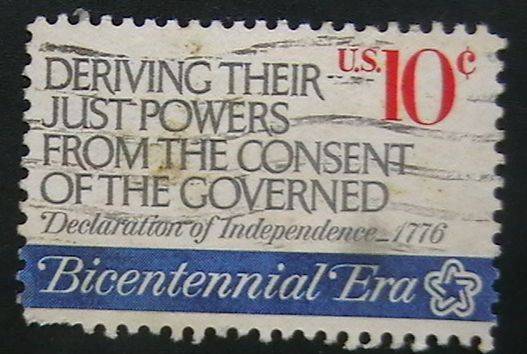 U.S. 10¢
DERIVING THEIR
JUST POWERS
FROM THE CONSENT
OF THE GOVERNED
Declaration of Independence–1776
Bicentennial Era